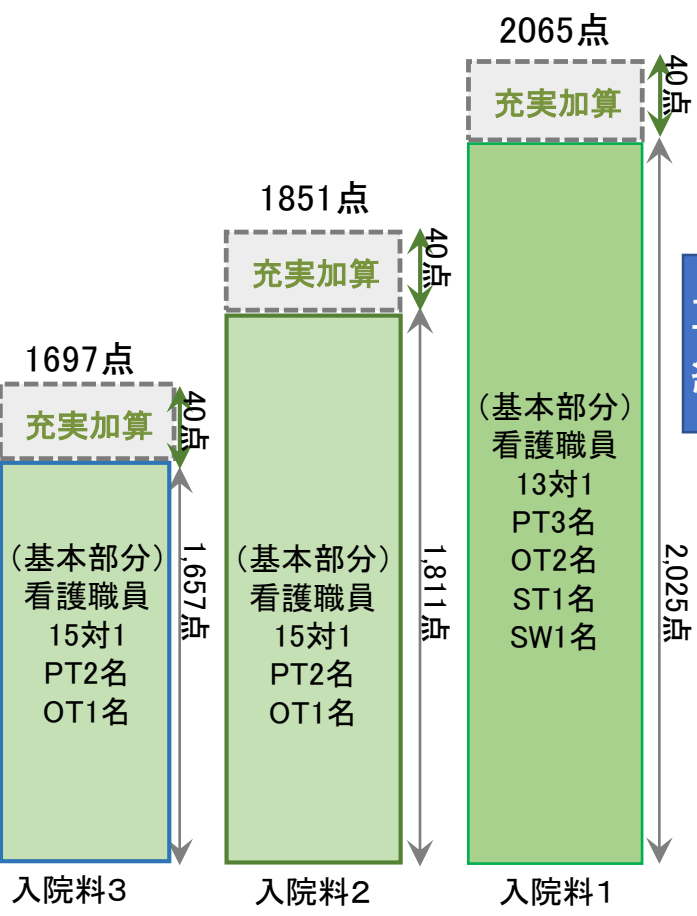 2065点
充実加算
40点
1851点
充実加算
40点
1697点
充実加算
40点
(基本部分)
看護職員
13対1
PT3名
OT2名
ST1名
SW1名
2,025点
(基本部分)
看護職員
15対1
PT2名
OT1名
1,811点
(基本部分)
看護職員
15対1
PT2名
OT1名
1,657点
入院料3
入院料2
入院料1